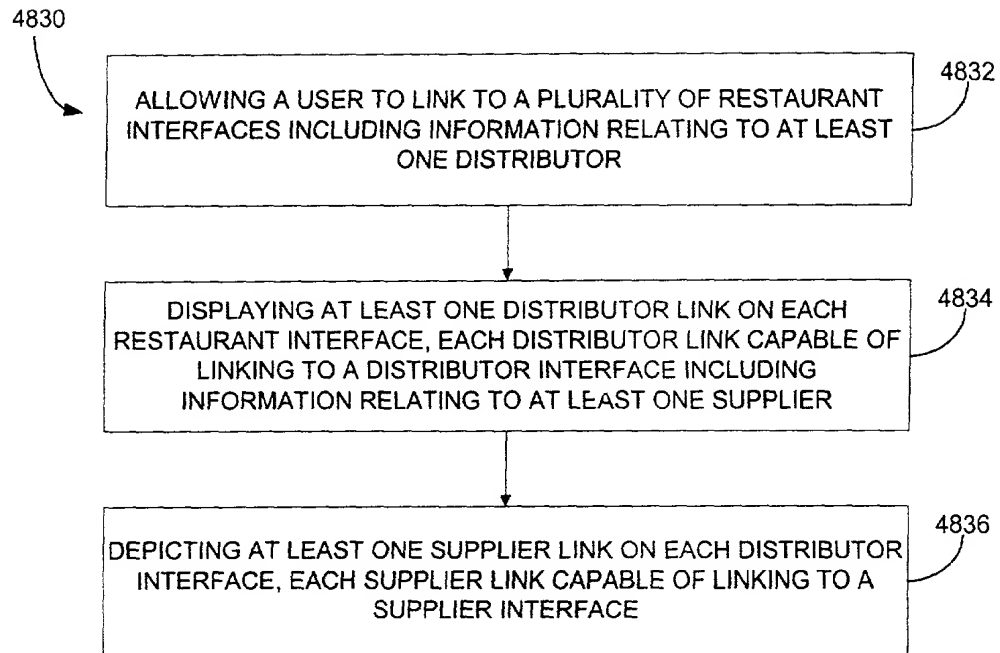 4830
4832
ALLOWING A USER TO LINK TO A PLURALITY OF RESTAURANT
INTERFACES INCLUDING INFORMATION RELATING TO AT LEAST
ONE DISTRIBUTOR
4834
DISPLAYING AT LEAST ONE DISTRIBUTOR LINK ON EACH
RESTAURANT INTERFACE, EACH DISTRIBUTOR LINK CAPABLE OF
LINKING TO A DISTRIBUTOR INTERFACE INCLUDING
INFORMATION RELATING TO AT LEAST ONE SUPPLIER
4836
DEPICTING AT LEAST ONE SUPPLIER LINK ON EACH DISTRIBUTOR
INTERFACE, EACH SUPPLIER LINK CAPABLE OF LINKING TO A
SUPPLIER INTERFACE